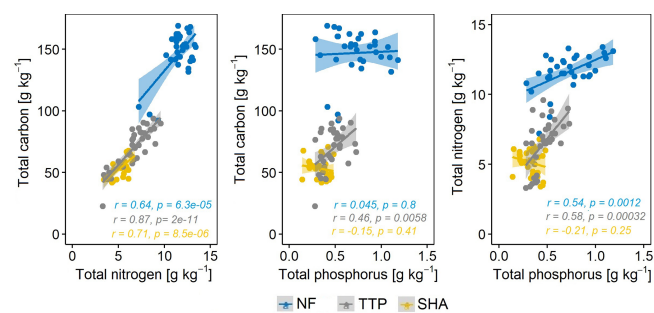 Total carbon [g kg⁻¹]
150
100
50
0
r = 0.64, p = 6.3e-05
r = 0.87, p= 2e-11
r = 0.71, p = 8.5e-06
0 5 10 15
Total nitrogen [g kg⁻¹]
Total carbon [g kg⁻¹]
150
100
50
0
r = 0.045, p = 0.8
r = 0.46, p = 0.0058
r = -0.15, p = 0.41
0.0 0.5 1.0 1.5
Total phosphorus [g kg⁻¹]
Total nitrogen [g kg⁻¹]
15
10
5
0
r = 0.54, p = 0.0012
r = 0.58, p = 0.00032
r = -0.21, p = 0.25
0.0 0.5 1.0 1.5
Total phosphorus [g kg⁻¹]
NF TTP SHA